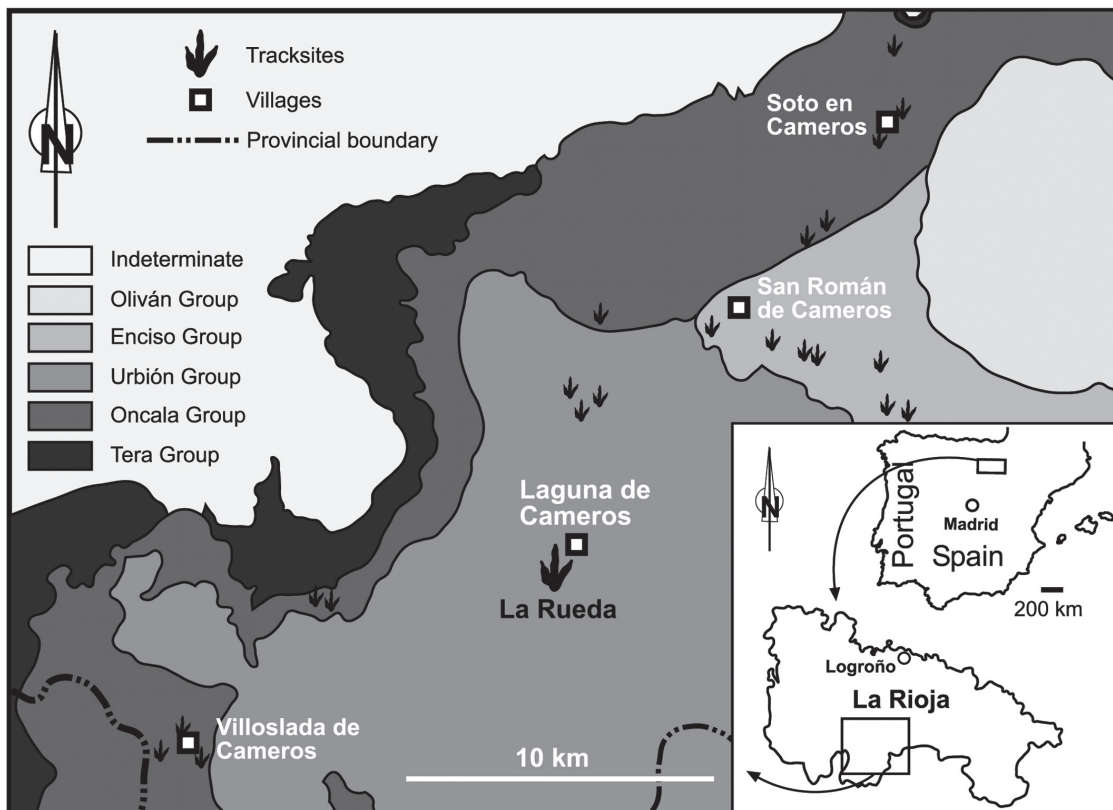 N
Tracksites
Villages
Provincial boundary
Indeterminate
Oliván Group
Enciso Group
Urbión Group
Oncala Group
Tera Group
Soto en
Cameros
San Román
de Cameros
Laguna de
Cameros
La Rueda
Villoslada de
Cameros
10 km
N
Portugal
Madrid
Spain
200 km
Logroño
La Rioja